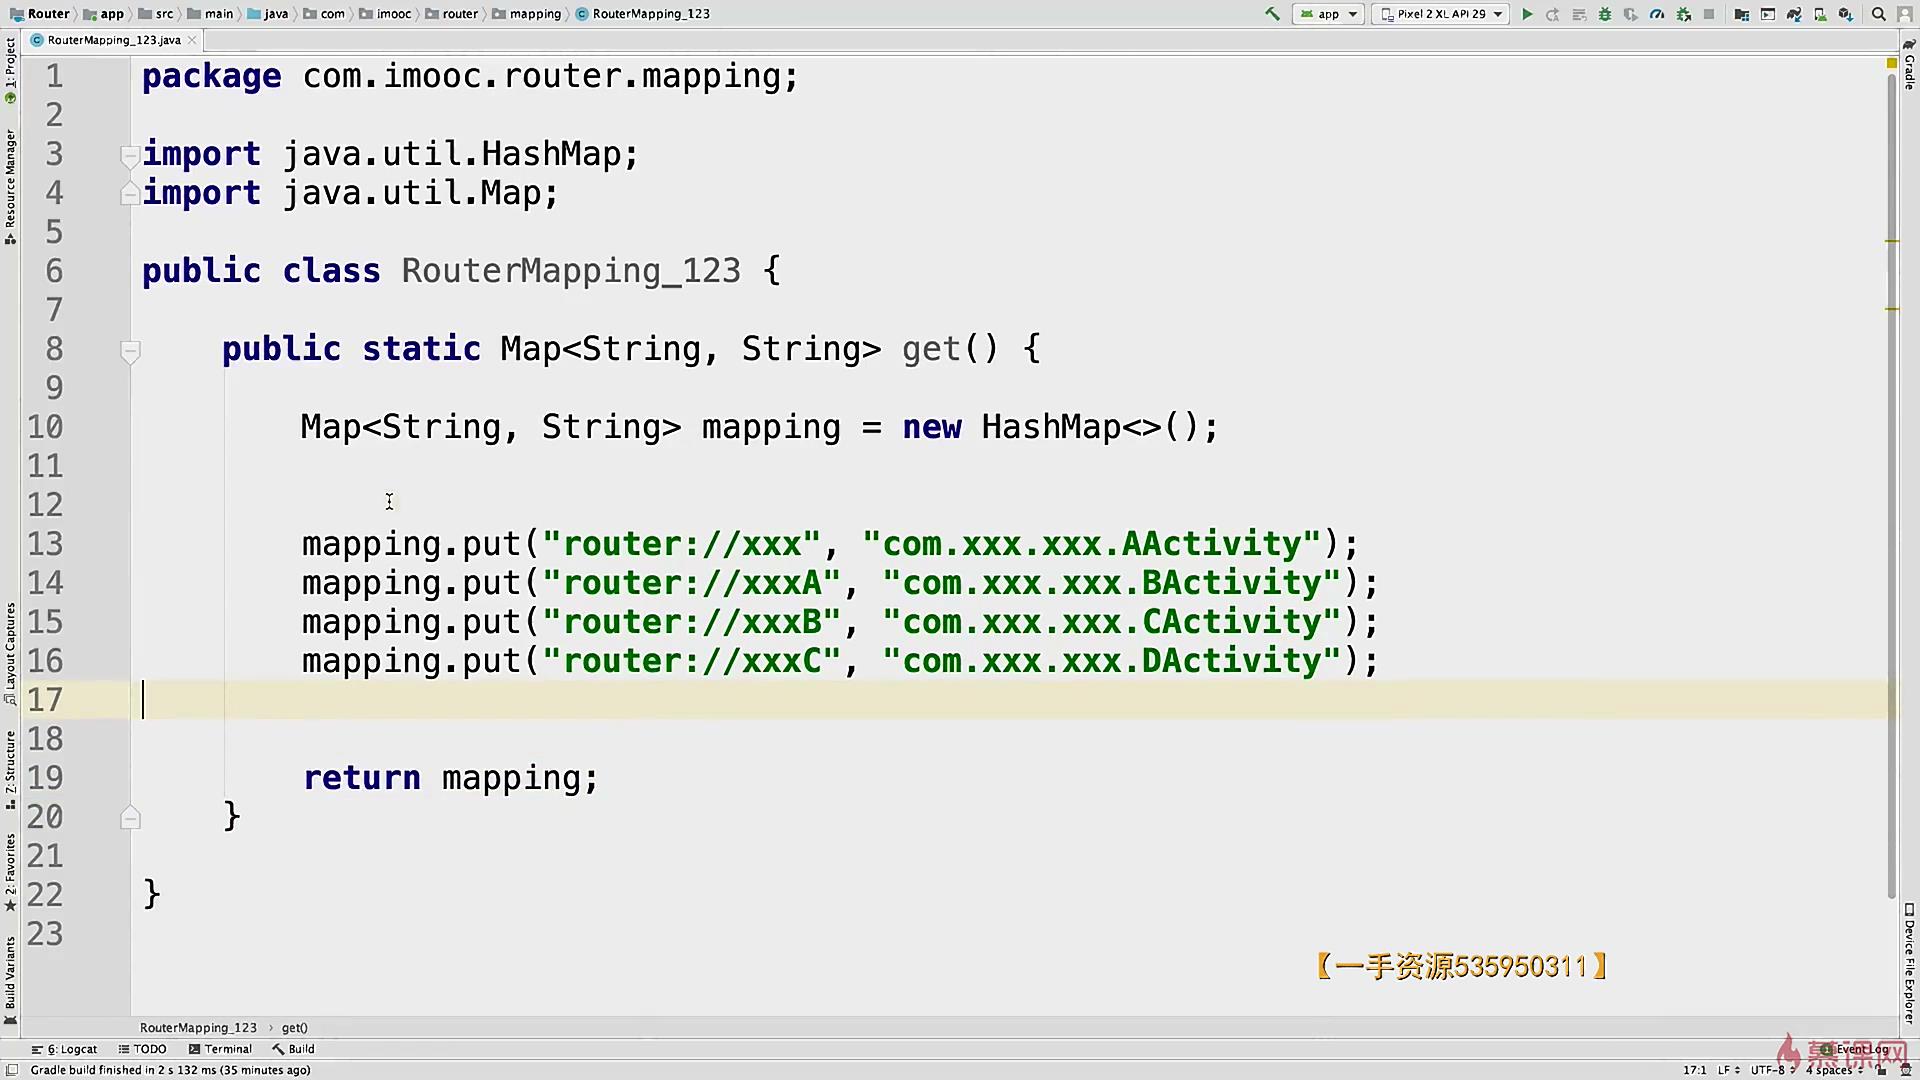 Router app src main java com imooc router mapping RouterMapping_123
app Pixel 2 XL API 29
RouterMapping_123.java
1: Project
Resource Manager
Layout Captures
Z: Structure
2: Favorites
Build Variants
Gradle
Device File Explorer
1 package com.imooc.router.mapping;
2
3 import java.util.HashMap;
4 import java.util.Map;
5
6 public class RouterMapping_123 {
7
8 public static Map<String, String> get() {
9
10 Map<String, String> mapping = new HashMap<>();
11
12
13 mapping.put("router://xxx", "com.xxx.xxx.AActivity");
14 mapping.put("router://xxxA", "com.xxx.xxx.BActivity");
15 mapping.put("router://xxxB", "com.xxx.xxx.CActivity");
16 mapping.put("router://xxxC", "com.xxx.xxx.DActivity");
17
18
19 return mapping;
20 }
21
22 }
23
【一手资源535950311】
RouterMapping_123 › get()
6: Logcat TODO Terminal Build Event Log
慕课网
Gradle build finished in 2 s 132 ms (35 minutes ago) 17:1 LF UTF-8 4 spaces